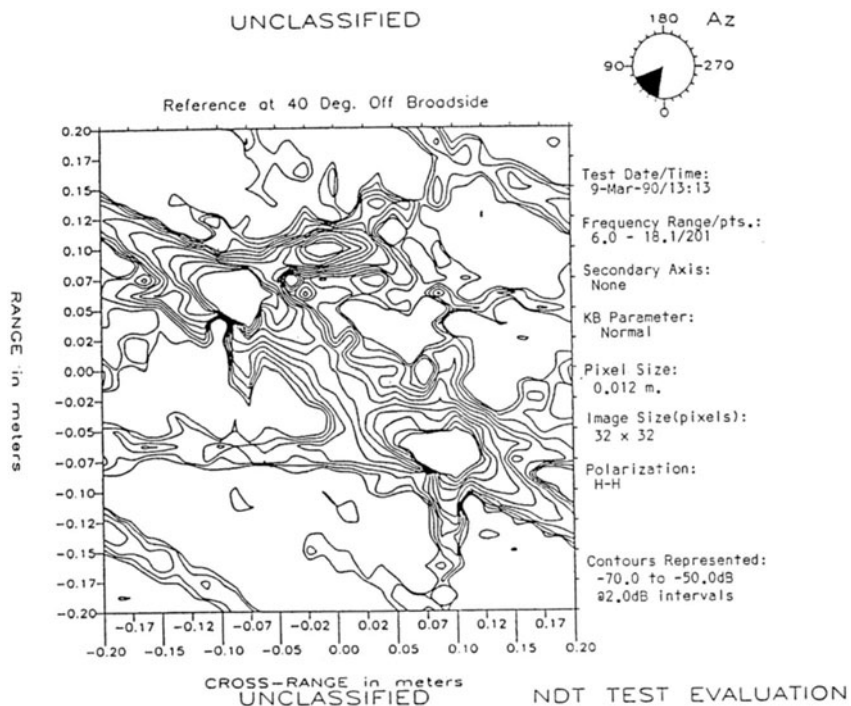 UNCLASSIFIED
180 Az
90 270
0
Reference at 40 Deg. Off Broadside
0.20
0.17
0.15
0.12
0.10
0.07
0.05
0.02
0.00
-0.02
-0.05
-0.07
-0.10
-0.12
-0.15
-0.17
-0.20
RANGE in meters
-0.17 -0.12 -0.07 -0.02 0.02 0.07 0.12 0.17
-0.20 -0.15 -0.10 -0.05 0.00 0.05 0.10 0.15 0.20
CROSS-RANGE in meters
Test Date/Time:
9-Mar-90/13:13
Frequency Range/pts.:
6.0 - 18.1/201
Secondary Axis:
None
KB Parameter:
Normal
Pixel Size:
0.012 m.
Image Size(pixels):
32 x 32
Polarization:
H-H
Contours Represented:
-70.0 to -50.0dB
@2.0dB intervals
UNCLASSIFIED NDT TEST EVALUATION